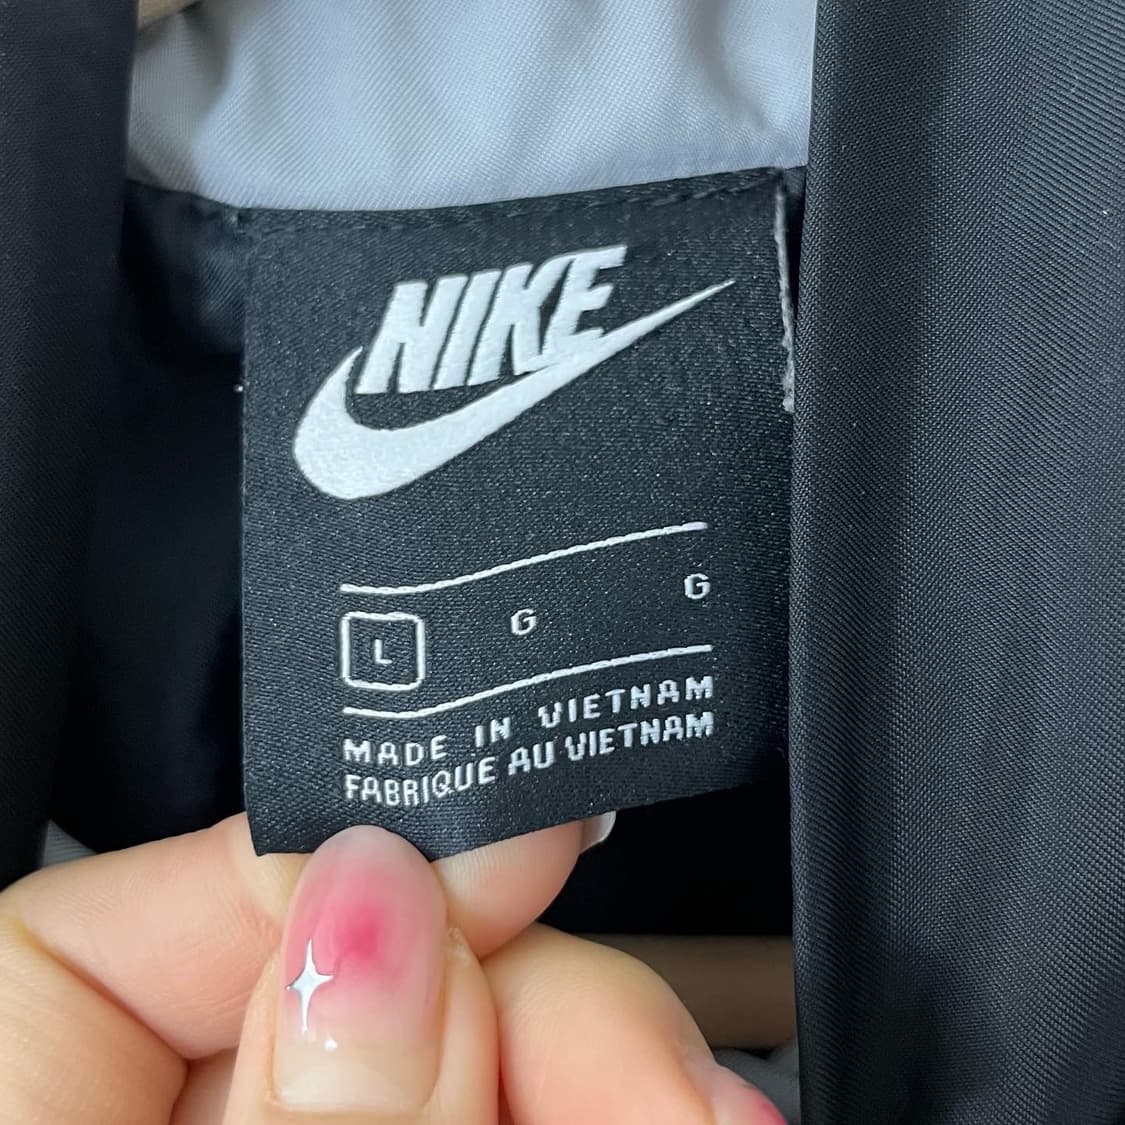 NIKE
L G G
MADE IN VIETNAM
FABRIQUE AU VIETNAM